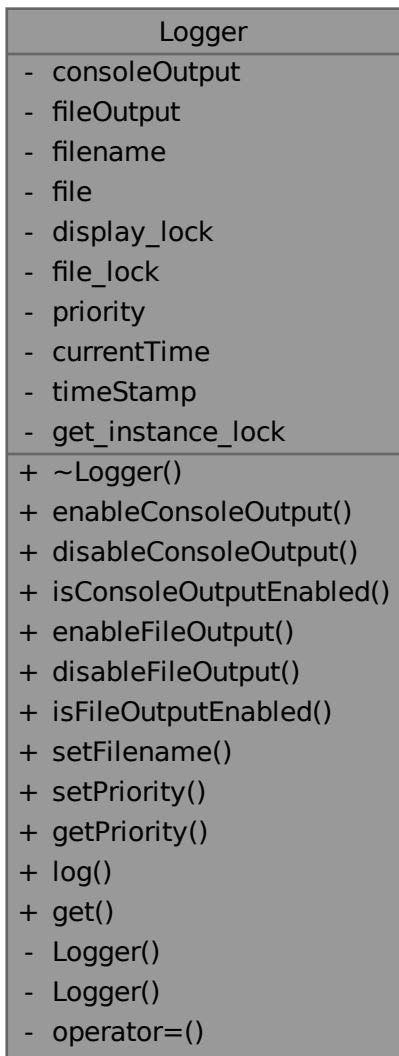 Logger
- consoleOutput
- fileOutput
- filename
- file
- display_lock
- file_lock
- priority
- currentTime
- timeStamp
- get_instance_lock
+ ~Logger()
+ enableConsoleOutput()
+ disableConsoleOutput()
+ isConsoleOutputEnabled()
+ enableFileOutput()
+ disableFileOutput()
+ isFileOutputEnabled()
+ setFilename()
+ setPriority()
+ getPriority()
+ log()
+ get()
- Logger()
- Logger()
- operator=()